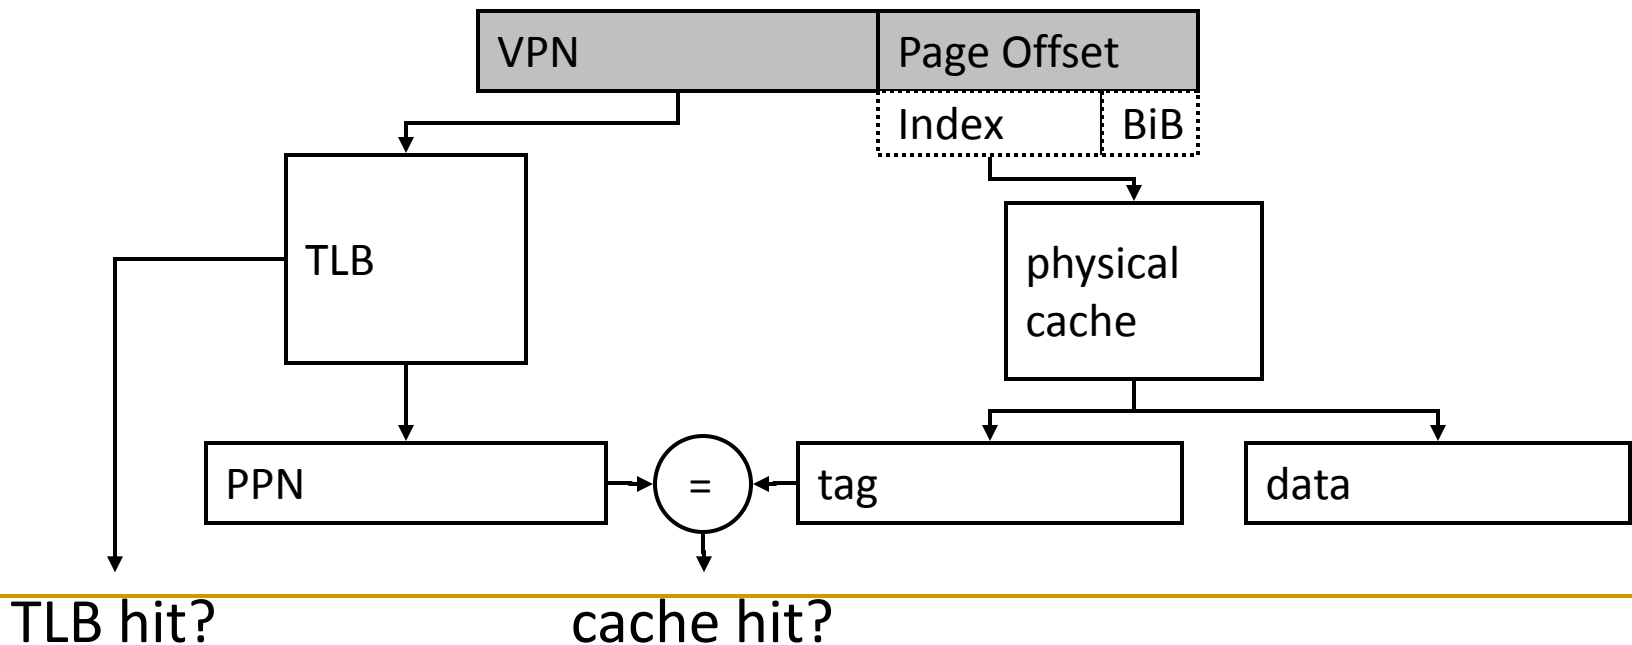 VPN
Page Offset
Index
BiB
TLB
physical
cache
PPN
=
tag
data
TLB hit?
cache hit?